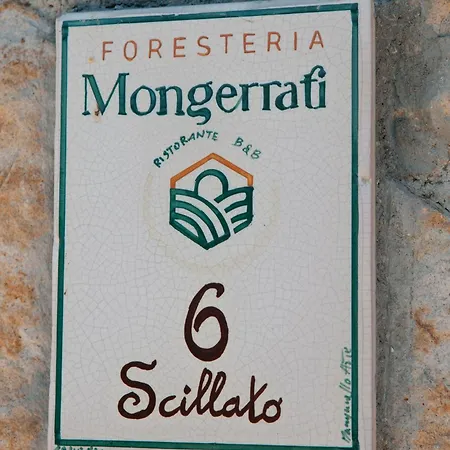 FORESTERIA
Mongerrati
RISTORANTE B&B
6
Scillato